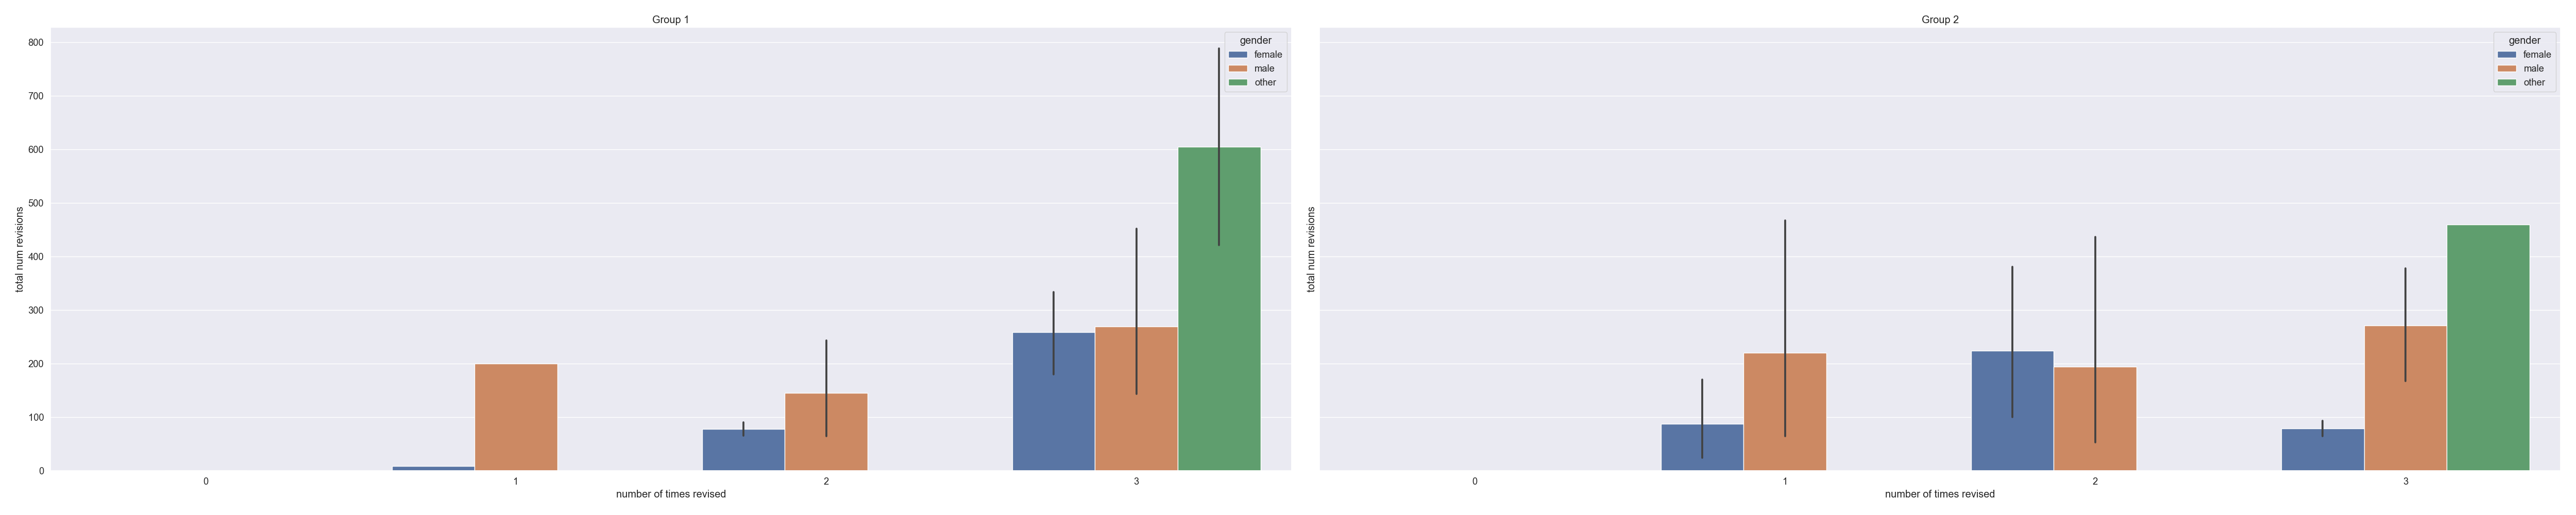 Group 1
gender
female
male
other
800
700
600
500
400
300
200
100
0
total num revisions
0 1 2 3
number of times revised
Group 2
gender
female
male
other
total num revisions
0 1 2 3
number of times revised